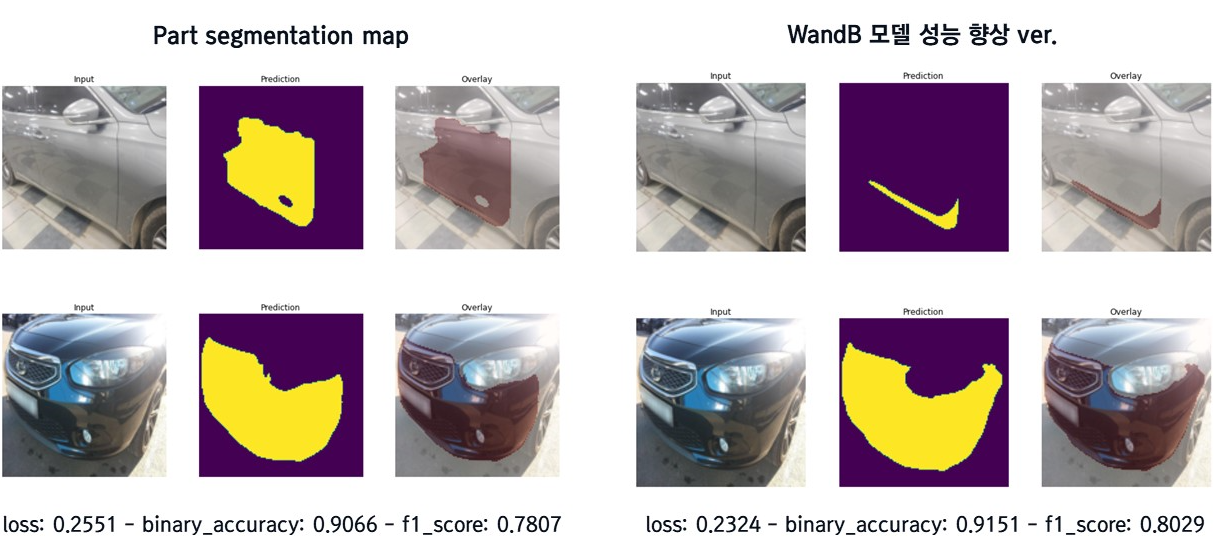 Part segmentation map
WandB 모델 성능 향상 ver.
Input
Prediction
Overlay
Input
Prediction
Overlay
Input
Prediction
Overlay
Input
Prediction
Overlay
loss: 0.2551 - binary_accuracy: 0.9066 - f1_score: 0.7807
loss: 0.2324 - binary_accuracy: 0.9151 - f1_score: 0.8029